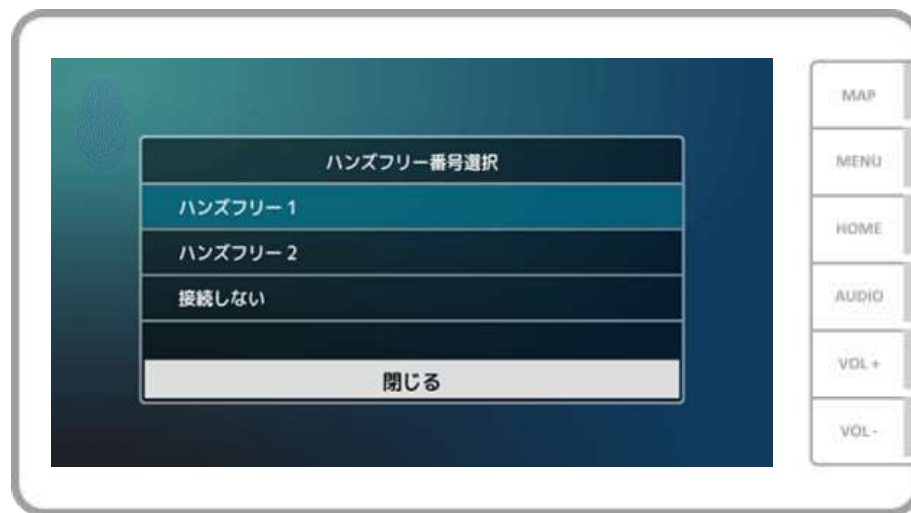 ハンズフリー番号選択
ハンズフリー 1
ハンズフリー 2
接続しない
閉じる
MAP
MENU
HOME
AUDIO
VOL +
VOL -